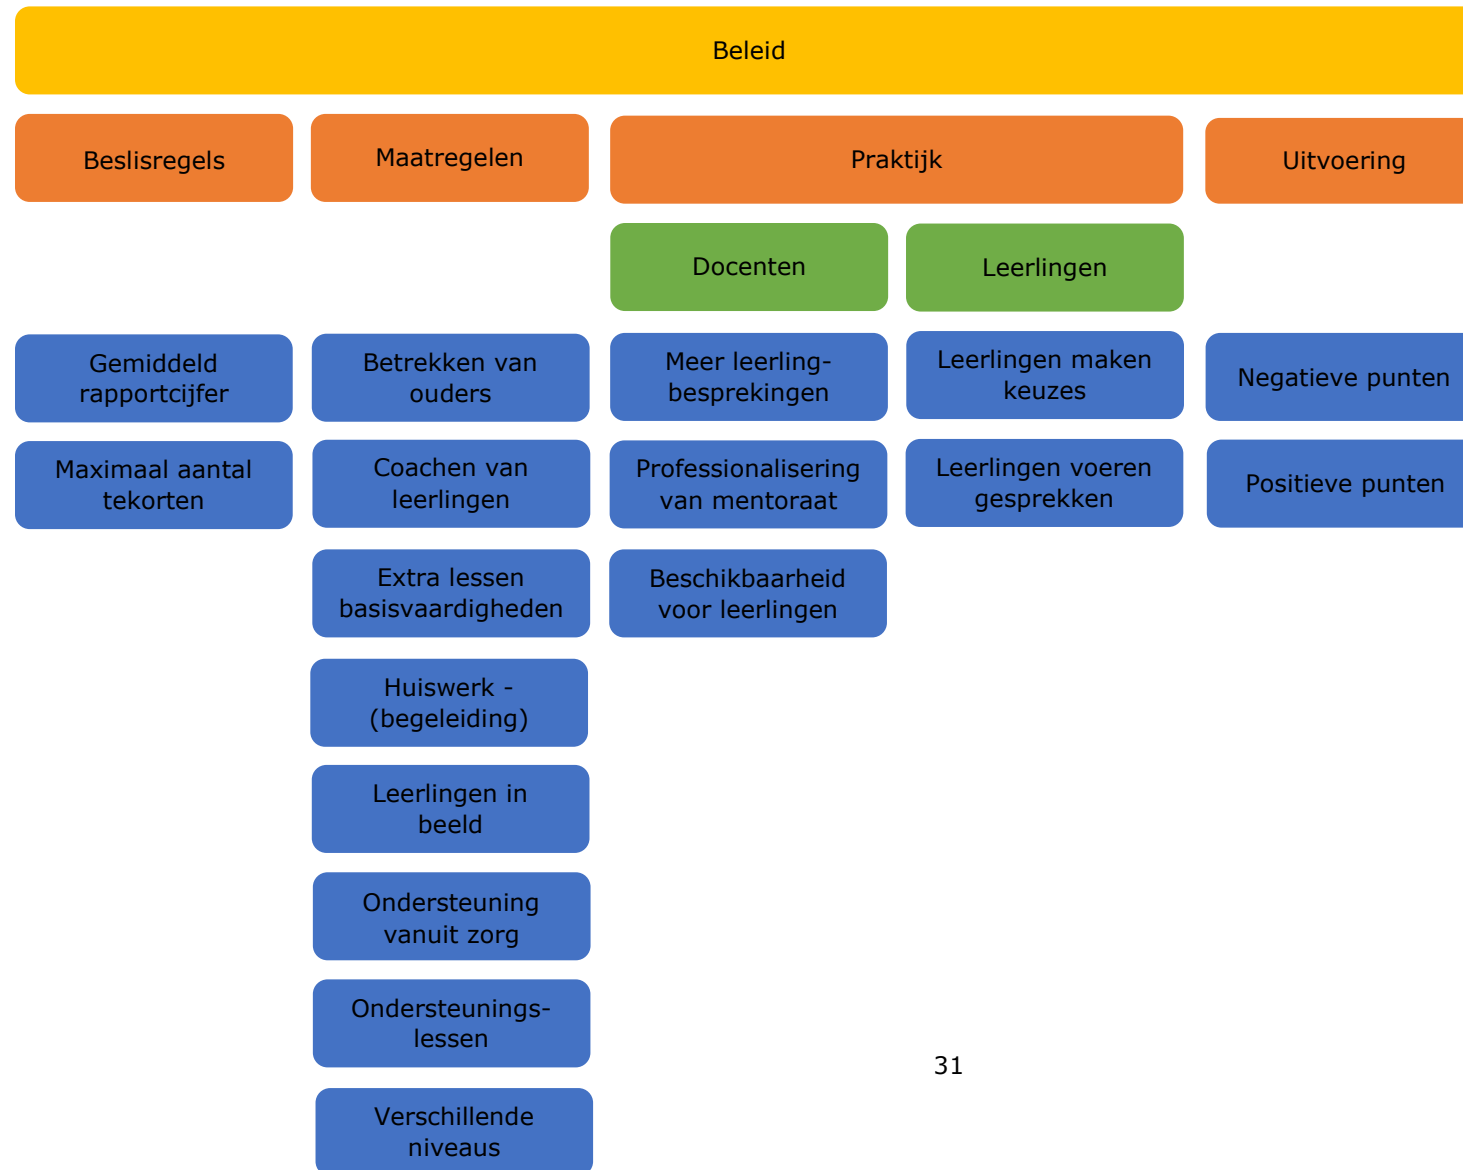 Beleid
Beslisregels
Maatregelen
Praktijk
Uitvoering
Docenten
Leerlingen
Gemiddeld
rapportcijfer
Betrekken van
ouders
Meer leerling-
besprekingen
Leerlingen maken
keuzes
Negatieve punten
Maximaal aantal
tekorten
Coachen van
leerlingen
Professionalisering
van mentoraat
Leerlingen voeren
gesprekken
Positieve punten
Extra lessen
basisvaardigheden
Beschikbaarheid
voor leerlingen
Huiswerk -
(begeleiding)
Leerlingen in
beeld
Ondersteuning
vanuit zorg
Ondersteunings-
lessen
31
Verschillende
niveaus